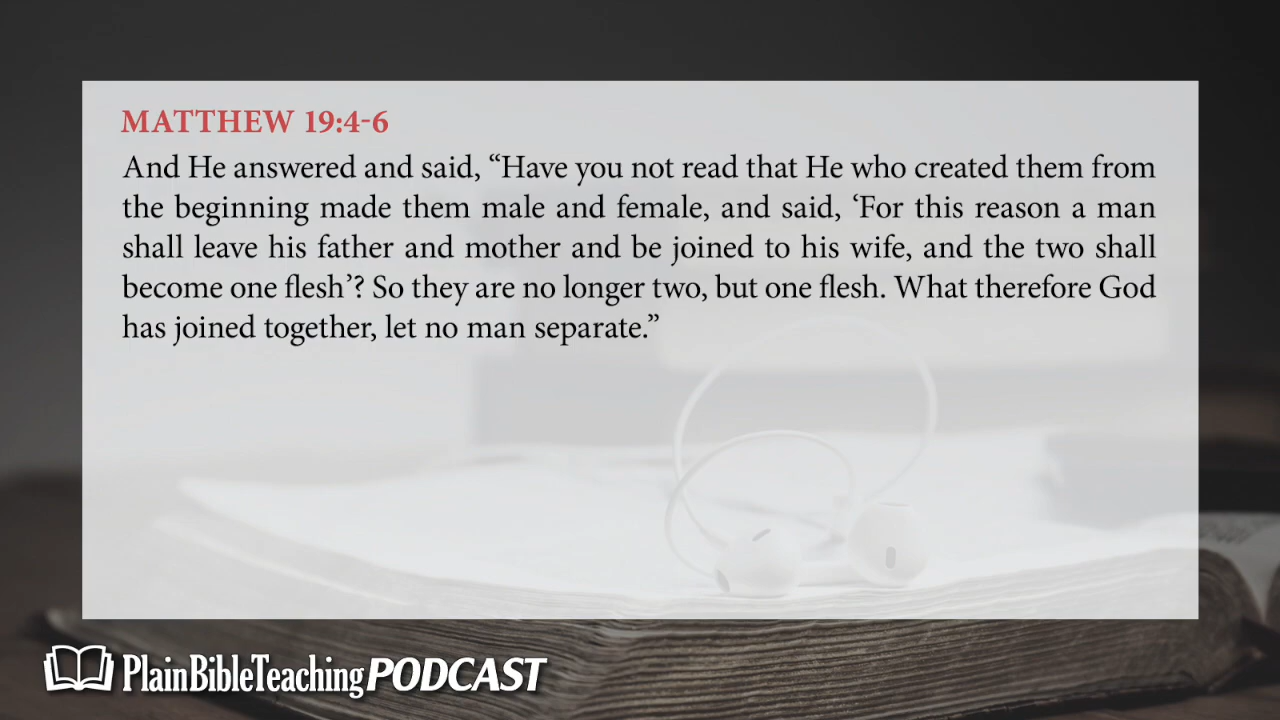 MATTHEW 19:4-6
And He answered and said, “Have you not read that He who created them from
the beginning made them male and female, and said, ‘For this reason a man
shall leave his father and mother and be joined to his wife, and the two shall
become one flesh’? So they are no longer two, but one flesh. What therefore God
has joined together, let no man separate.”
PlainBibleTeaching PODCAST